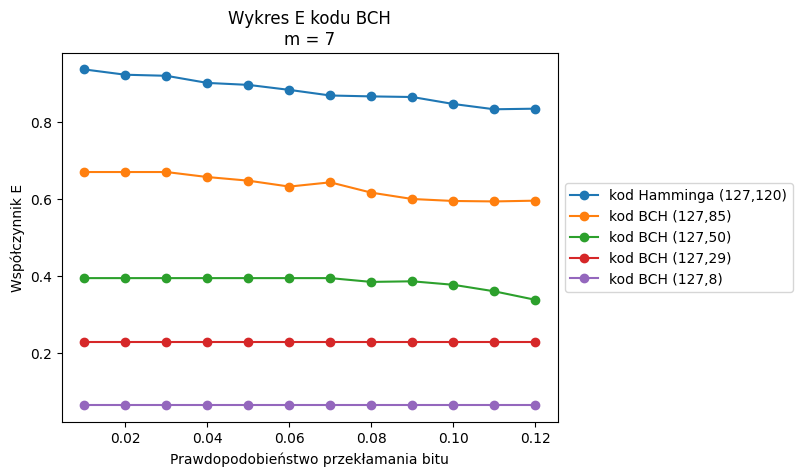 Wykres E kodu BCH
m = 7
Współczynnik E
0.8
0.6
0.4
0.2
0.02
0.04
0.06
0.08
0.10
0.12
Prawdopodobieństwo przekłamania bitu
kod Hamminga (127,120)
kod BCH (127,85)
kod BCH (127,50)
kod BCH (127,29)
kod BCH (127,8)